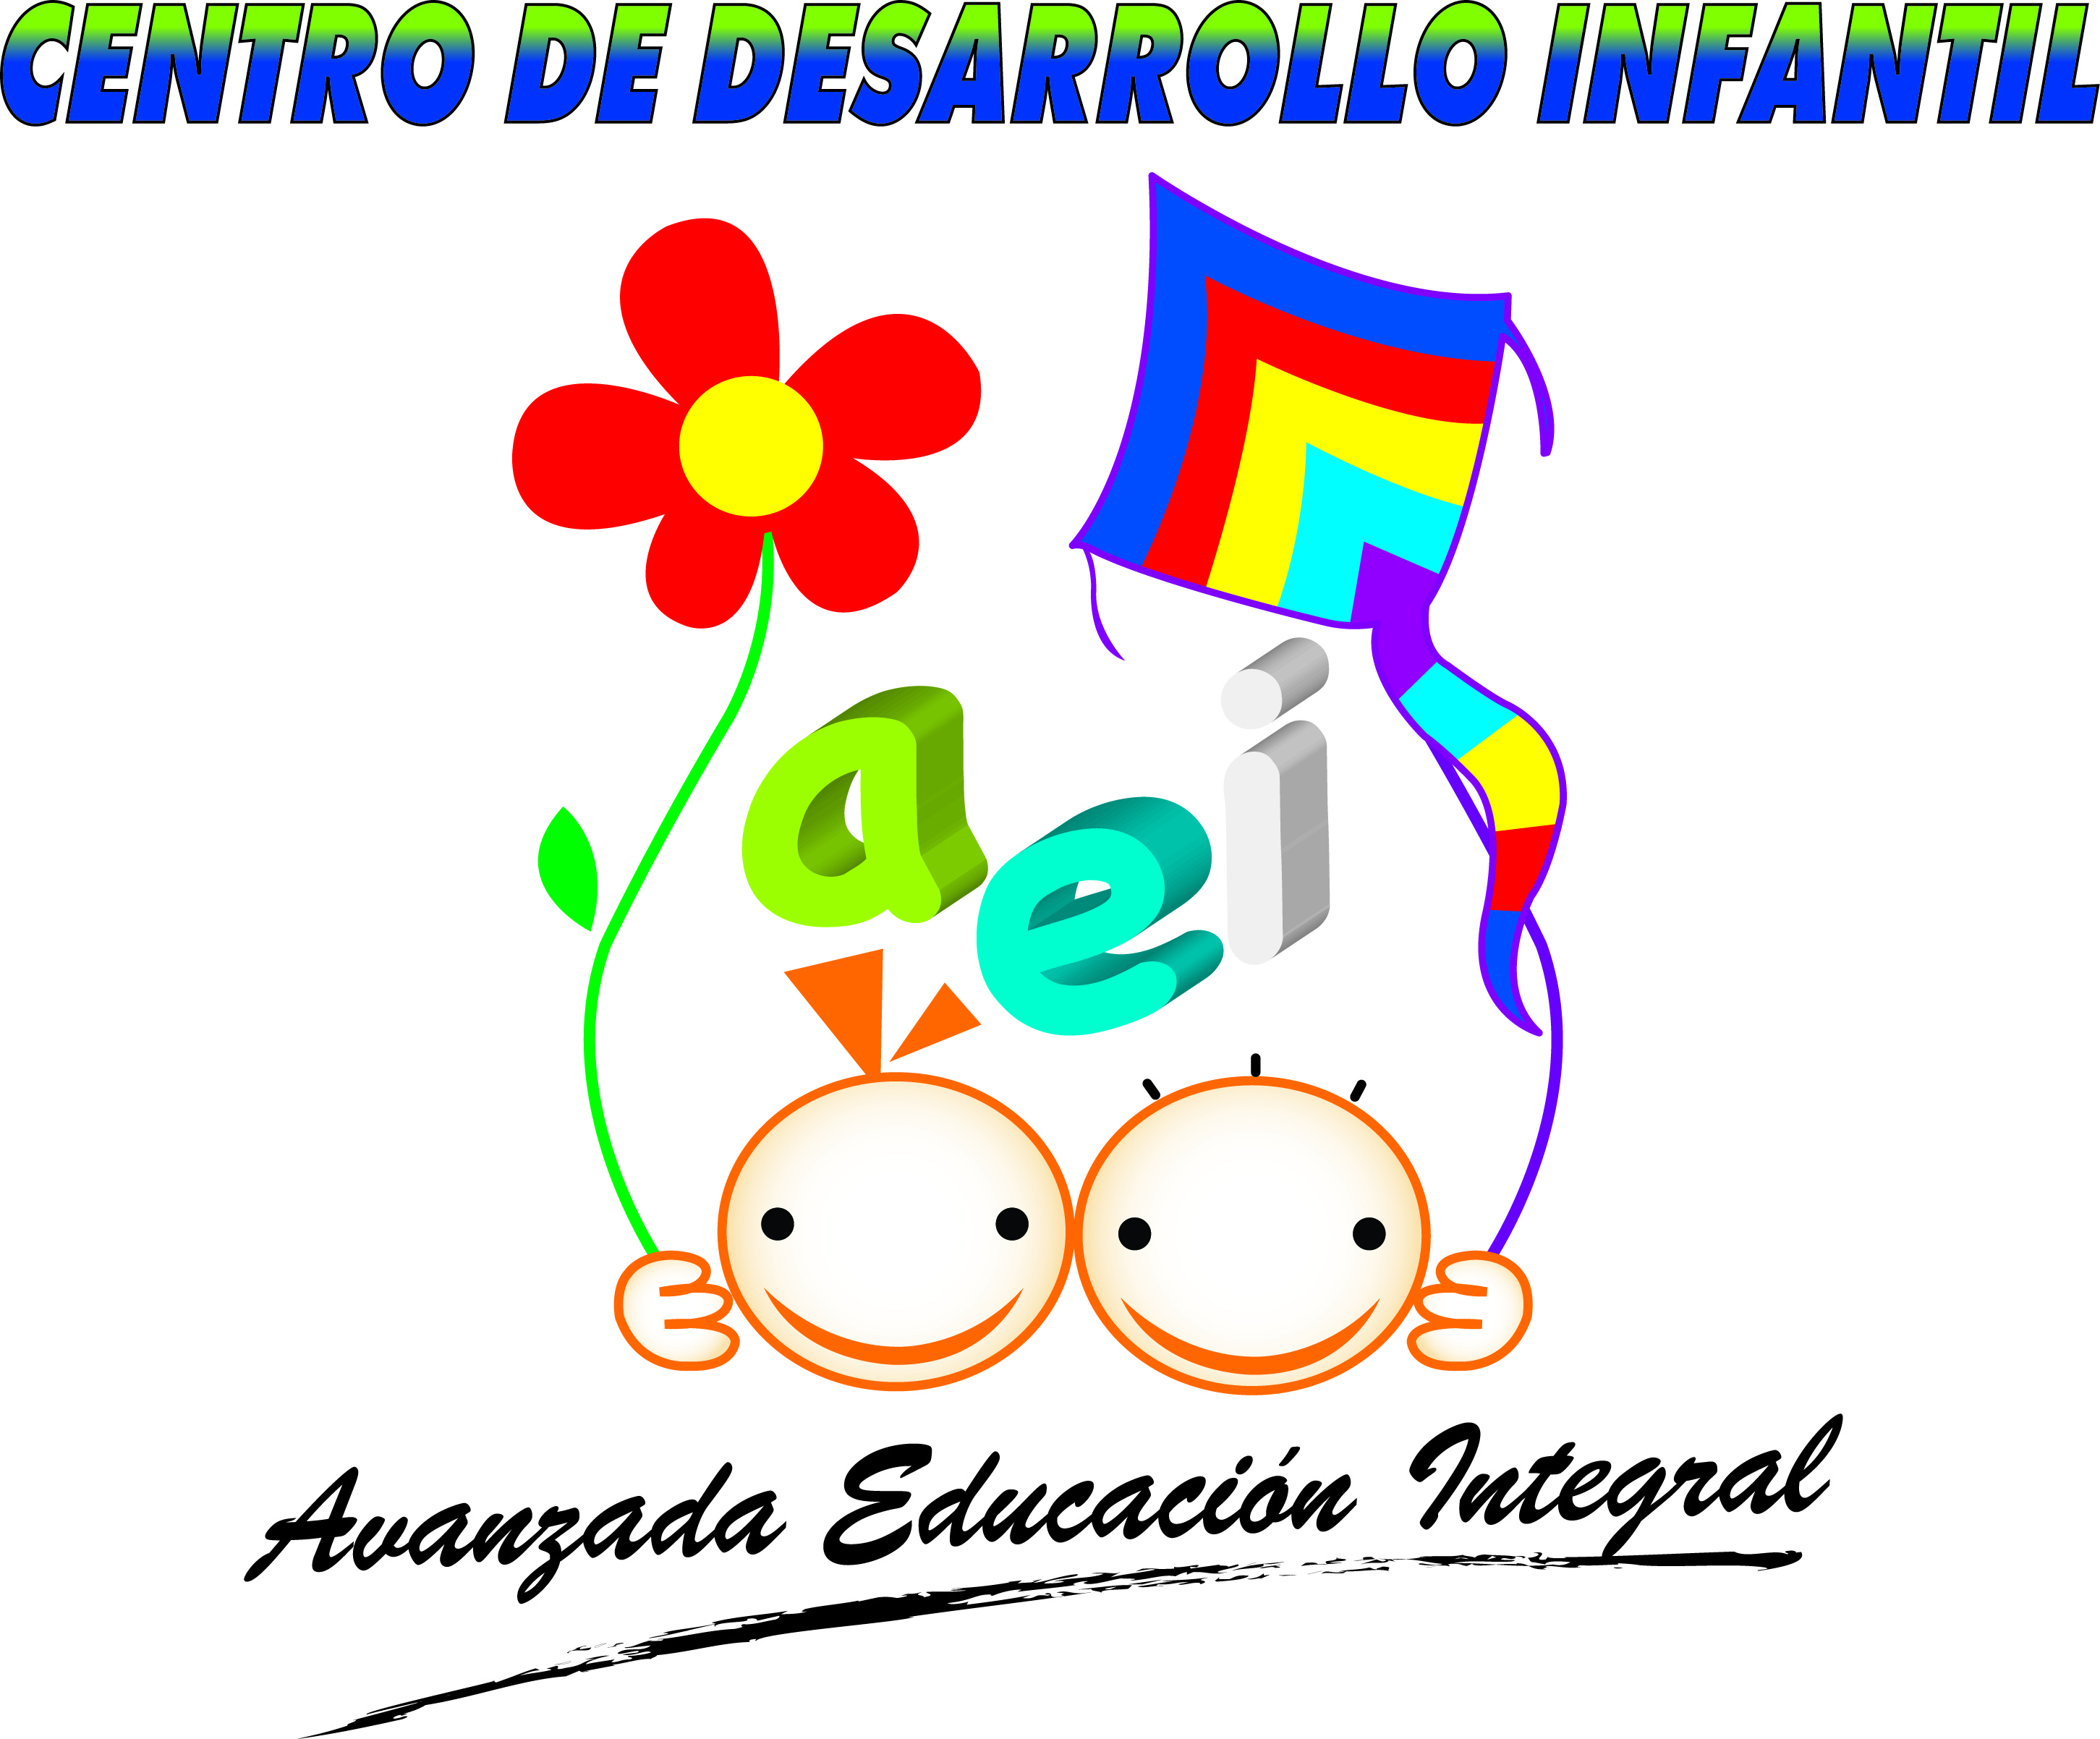 CENTRO DE DESARROLLO INFANTIL
aei
Avanzada Educación Integral